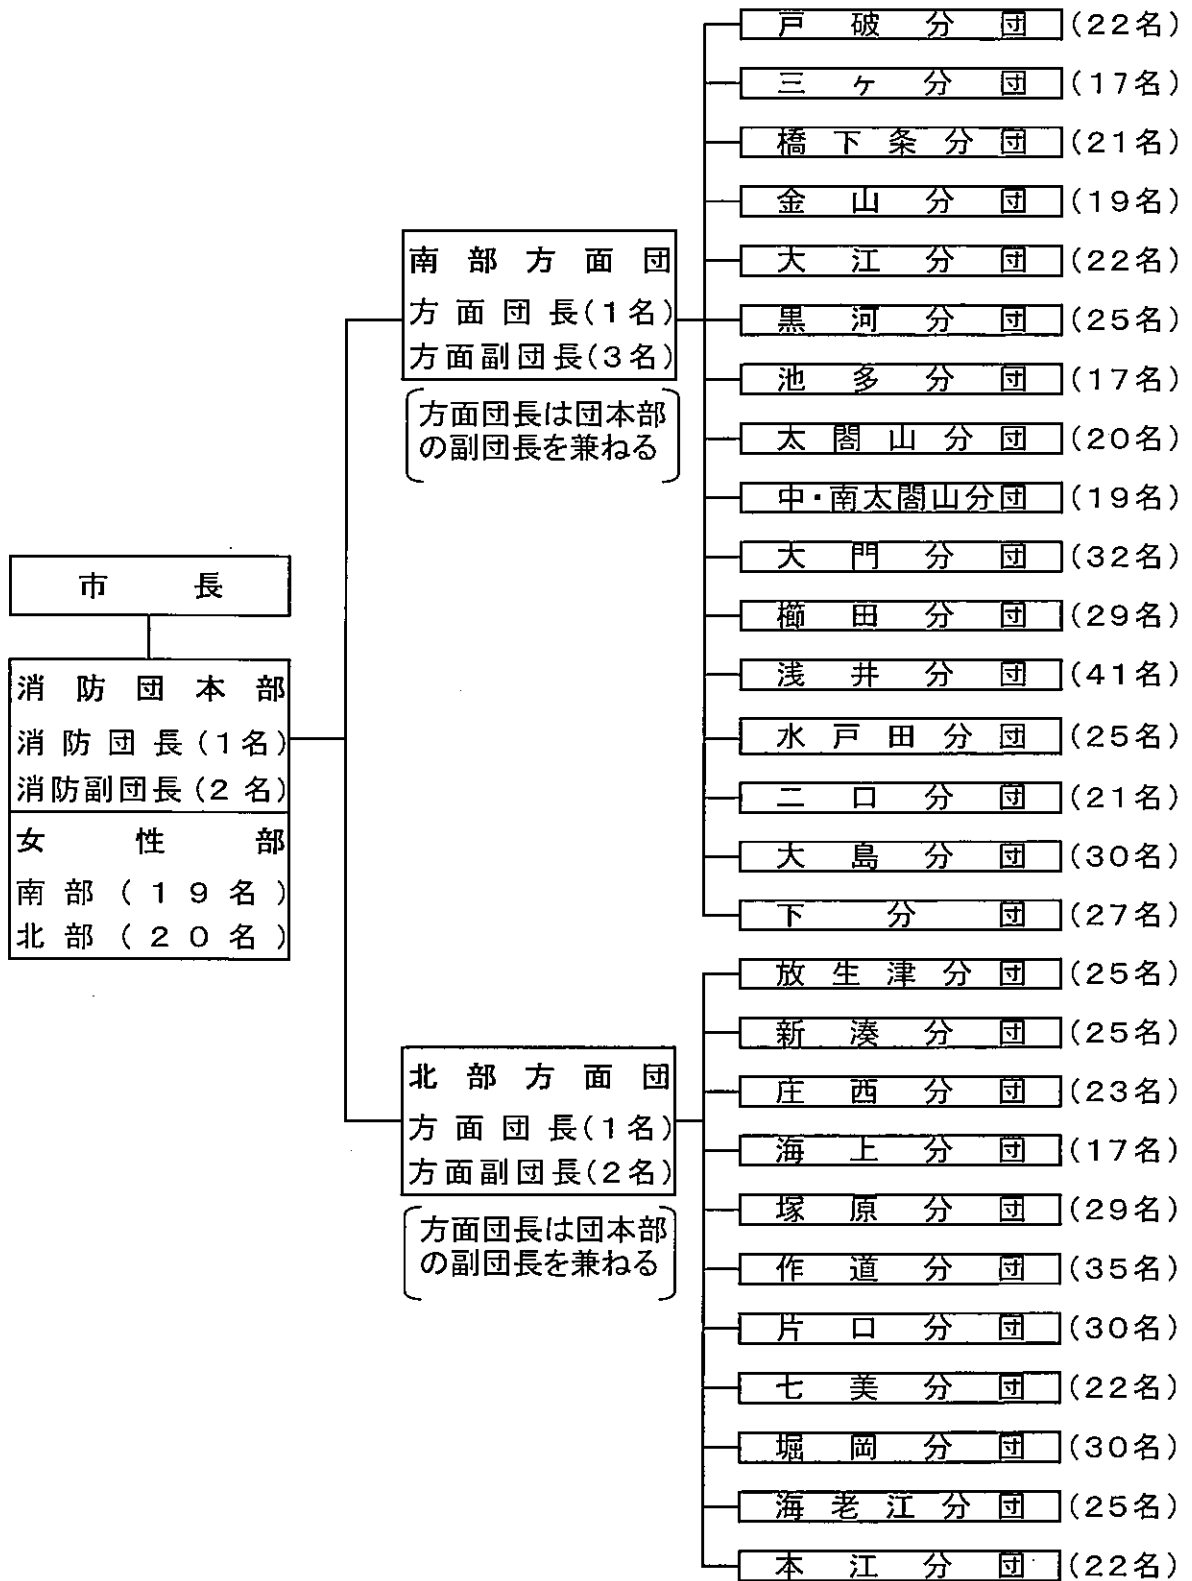 市長
消防団本部
消防団長(1名)
消防副団長(2名)
女性部
南部(19名)
北部(20名)
南部方面団
方面団長(1名)
方面副団長(3名)
方面団長は団本部
の副団長を兼ねる
戸破分団(22名)
三ケ分団(17名)
橋下条分団(21名)
金山分団(19名)
大江分団(22名)
黒河分団(25名)
池多分団(17名)
太閤山分団(20名)
中・南太閤山分団(19名)
大門分団(32名)
櫛田分団(29名)
浅井分団(41名)
水戸田分団(25名)
二口分団(21名)
大島分団(30名)
下分団(27名)
北部方面団
方面団長(1名)
方面副団長(2名)
方面団長は団本部
の副団長を兼ねる
放生津分団(25名)
新湊分団(25名)
庄西分団(23名)
海上分団(17名)
塚原分団(29名)
作道分団(35名)
片口分団(30名)
七美分団(22名)
堀岡分団(30名)
海老江分団(25名)
本江分団(22名)